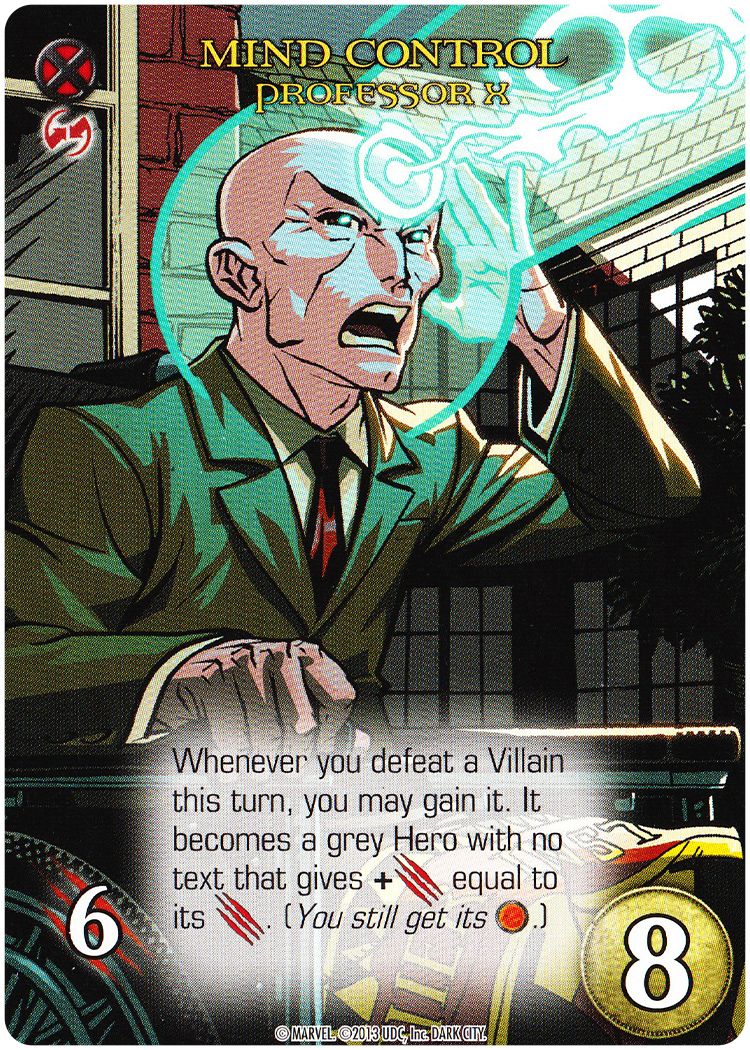 MIND CONTROL
PROFESSOR X
Whenever you defeat a Villain
this turn, you may gain it. It
becomes a grey Hero with no
text that gives + equal to
its . (You still get its .)
6
8
© MARVEL. ©2013 UDC, Inc. DARK CITY.